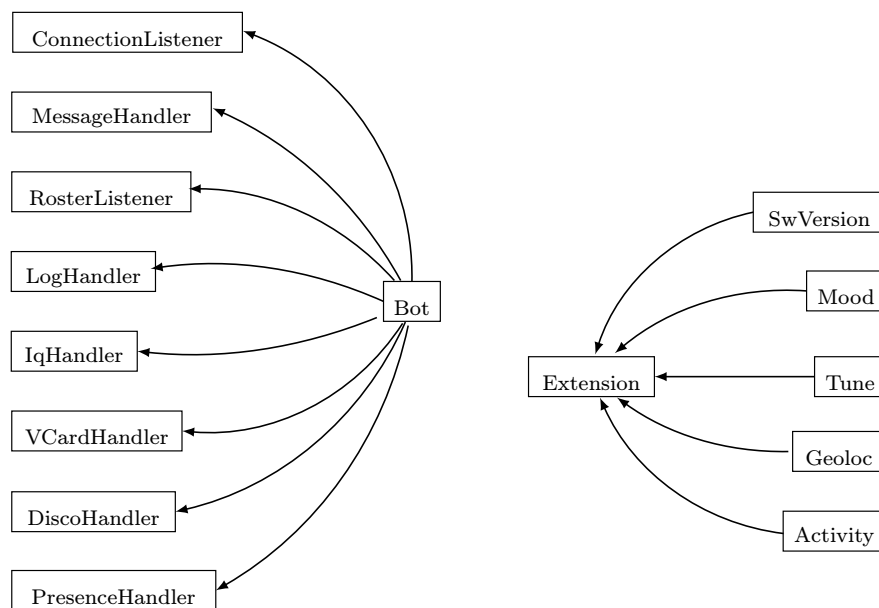 ConnectionListener
MessageHandler
RosterListener
LogHandler
IqHandler
VCardHandler
DiscoHandler
PresenceHandler
Bot
SwVersion
Mood
Extension
Tune
Geoloc
Activity